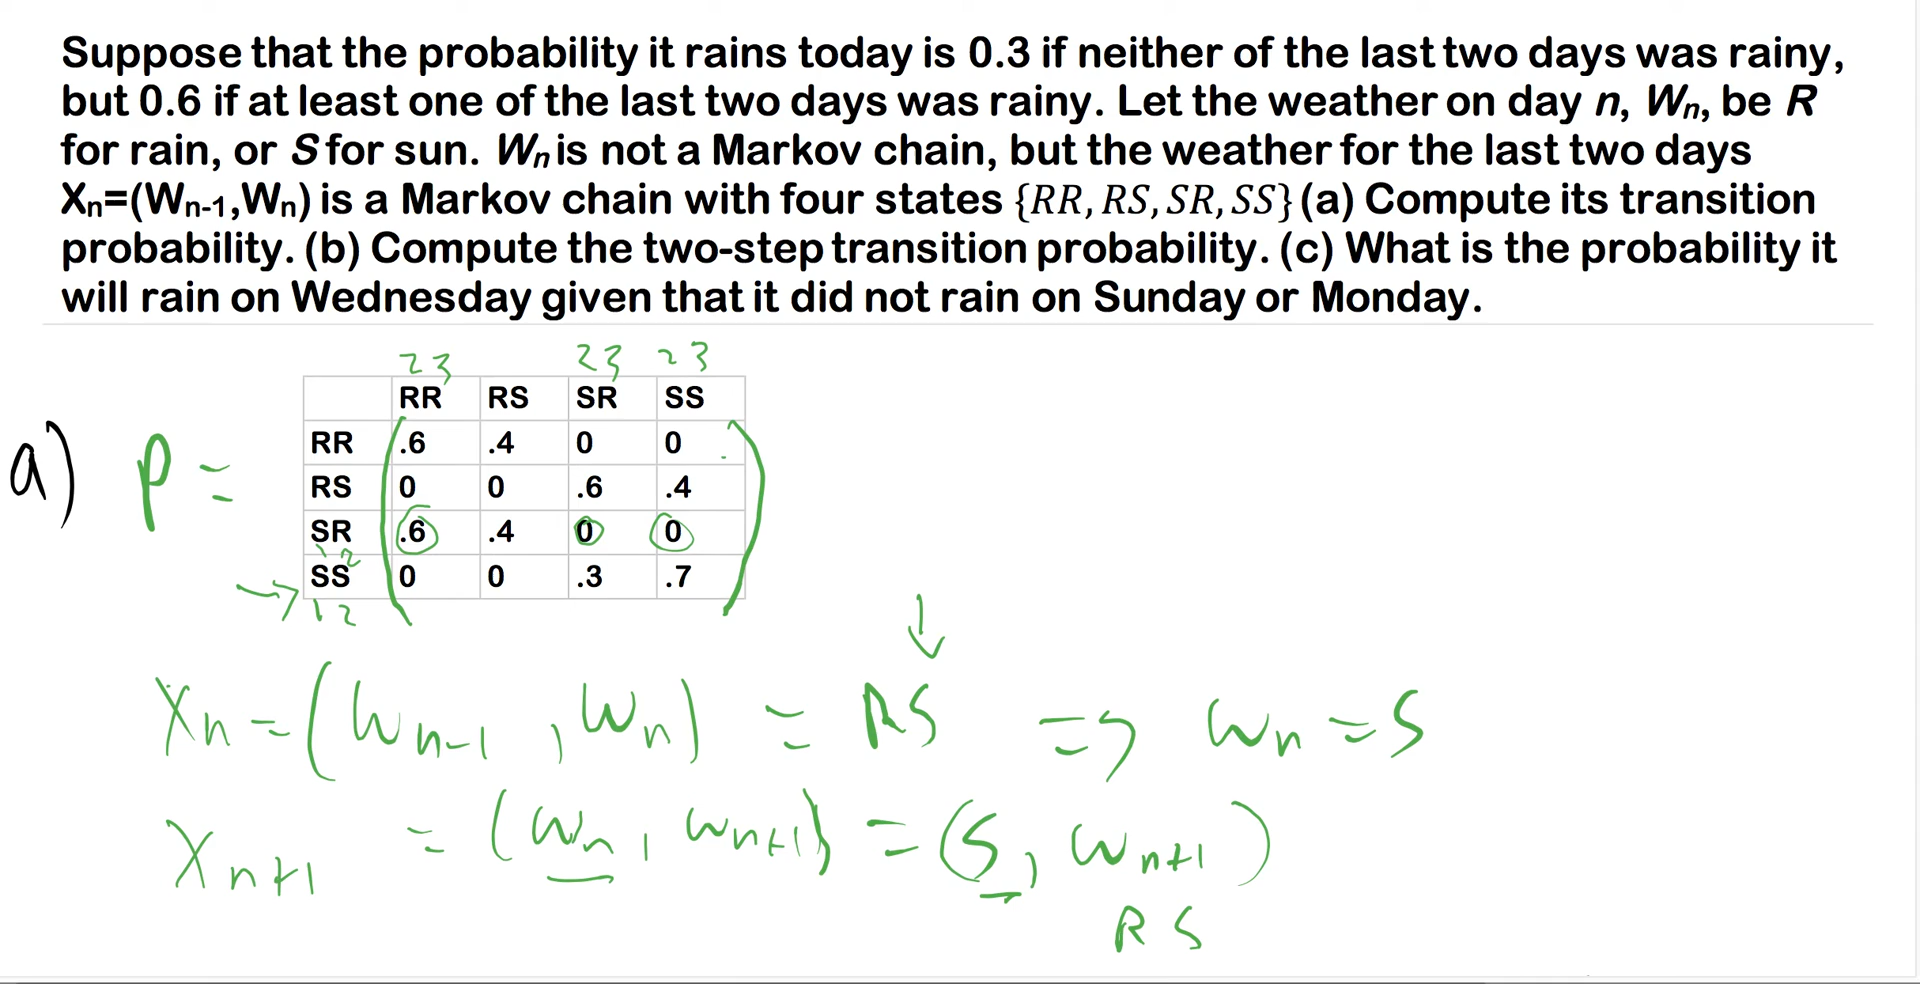 Suppose that the probability it rains today is 0.3 if neither of the last two days was rainy,
but 0.6 if at least one of the last two days was rainy. Let the weather on day n, Wn, be R
for rain, or S for sun. Wn is not a Markov chain, but the weather for the last two days
Xn=(Wn-1,Wn) is a Markov chain with four states {RR, RS, SR, SS} (a) Compute its transition
probability. (b) Compute the two-step transition probability. (c) What is the probability it
will rain on Wednesday given that it did not rain on Sunday or Monday.
23 23 23
RR RS SR SS
a) P = RR .6 .4 0 0
RS 0 0 .6 .4
SR .6 .4 0 0
1 2
SS 0 0 .3 .7
→ 1 2
↓
Xn = (Wn-1, Wn) = RS => Wn = S
Xn+1 = (Wn, Wn+1) = (S, Wn+1)
R S